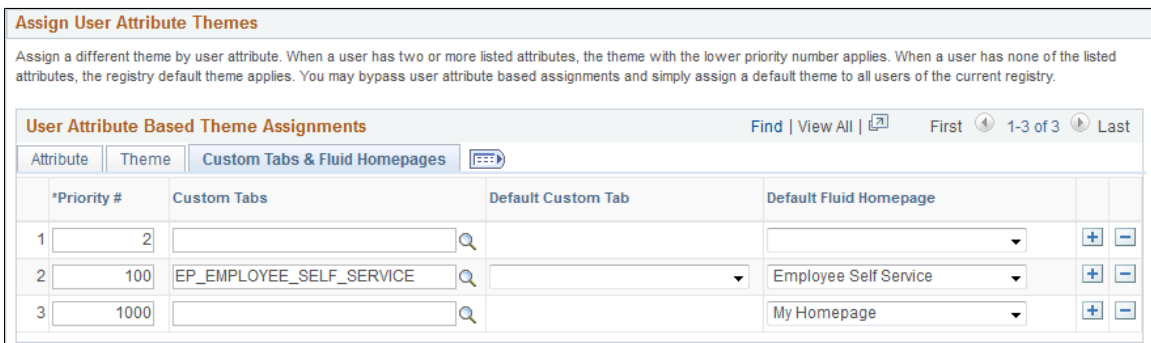 Assign User Attribute Themes
Assign a different theme by user attribute. When a user has two or more listed attributes, the theme with the lower priority number applies. When a user has none of the listed
attributes, the registry default theme applies. You may bypass user attribute based assignments and simply assign a default theme to all users of the current registry.
User Attribute Based Theme Assignments Find | View All | First 1-3 of 3 Last
Attribute Theme Custom Tabs & Fluid Homepages
*Priority # Custom Tabs Default Custom Tab Default Fluid Homepage
1 2
2 100 EP_EMPLOYEE_SELF_SERVICE Employee Self Service
3 1000 My Homepage